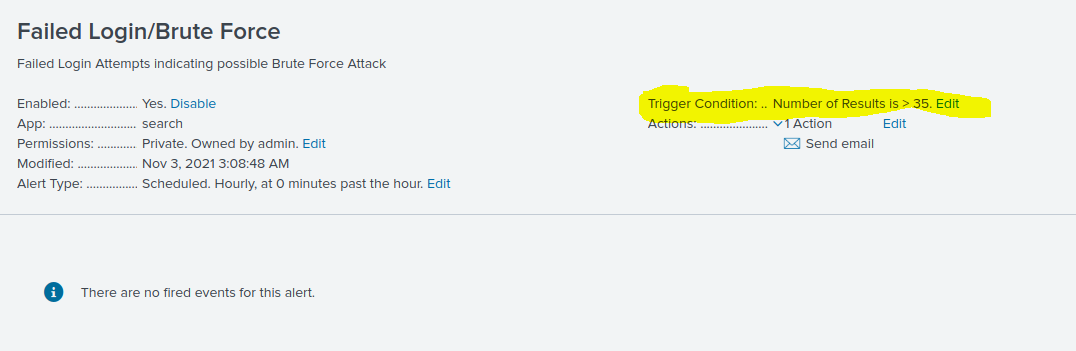 Failed Login/Brute Force
Failed Login Attempts indicating possible Brute Force Attack
Enabled: ................... Yes. Disable
App: ........................... search
Permissions: ............ Private. Owned by admin. Edit
Modified: .................. Nov 3, 2021 3:08:48 AM
Alert Type: ................ Scheduled. Hourly, at 0 minutes past the hour. Edit
Trigger Condition: .. Number of Results is > 35. Edit
Actions: ..................... 1 Action Edit
Send email
There are no fired events for this alert.